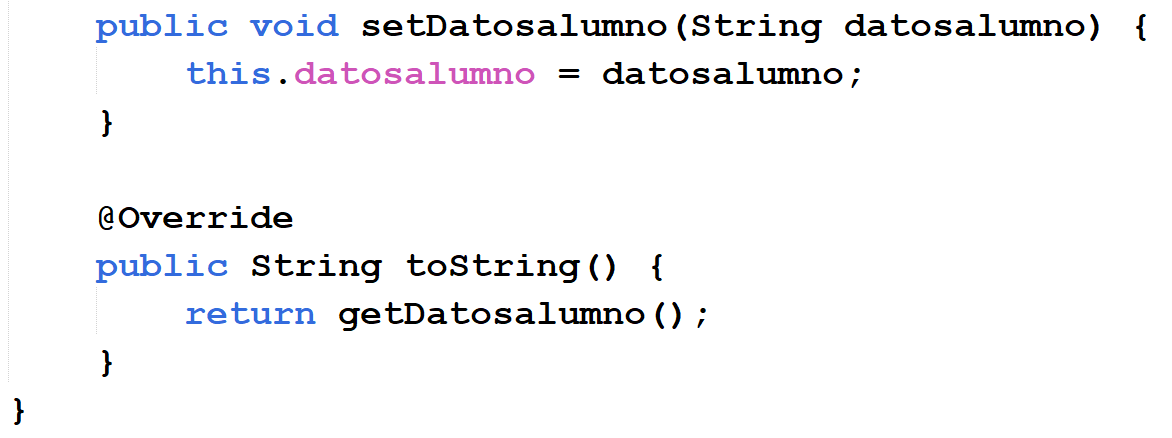 public void setDatosalumno(String datosalumno) {
this.datosalumno = datosalumno;
}
@Override
public String toString() {
return getDatosalumno();
}
}